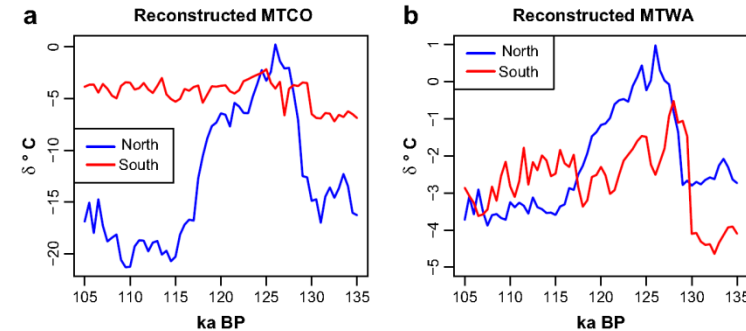 a Reconstructed MTCO
δ ° C
0
−5
−10
−15
−20
North
South
105 110 115 120 125 130 135
ka BP
b Reconstructed MTWA
δ ° C
1
0
−1
−2
−3
−4
−5
North
South
105 110 115 120 125 130 135
ka BP